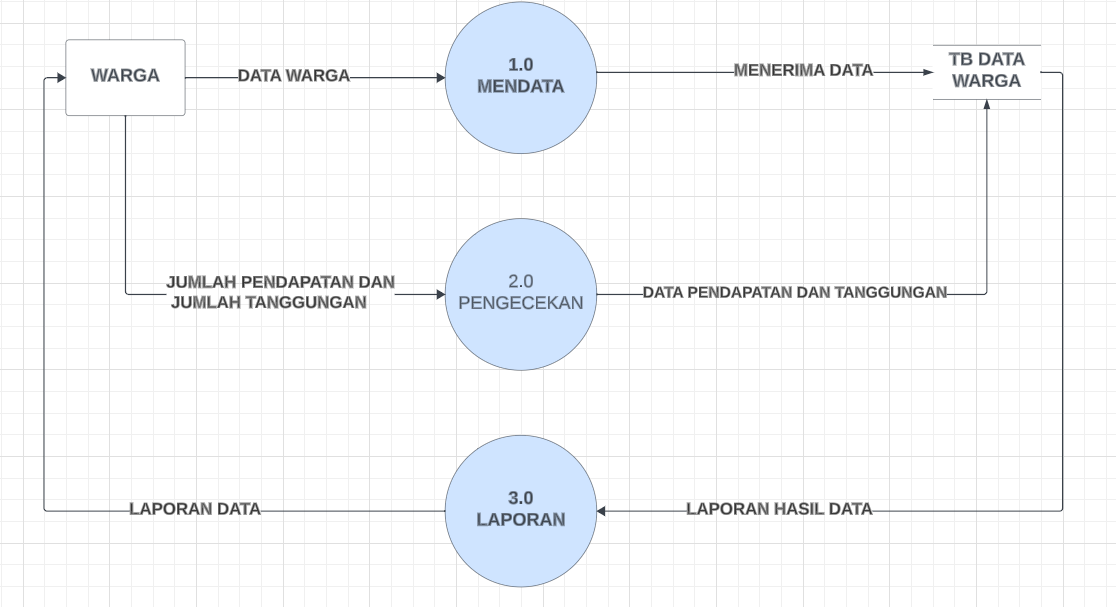 WARGA
DATA WARGA
1.0
MENDATA
MENERIMA DATA
TB DATA
WARGA
JUMLAH PENDAPATAN DAN
JUMLAH TANGGUNGAN
2.0
PENGECEKAN
DATA PENDAPATAN DAN TANGGUNGAN
LAPORAN DATA
3.0
LAPORAN
LAPORAN HASIL DATA